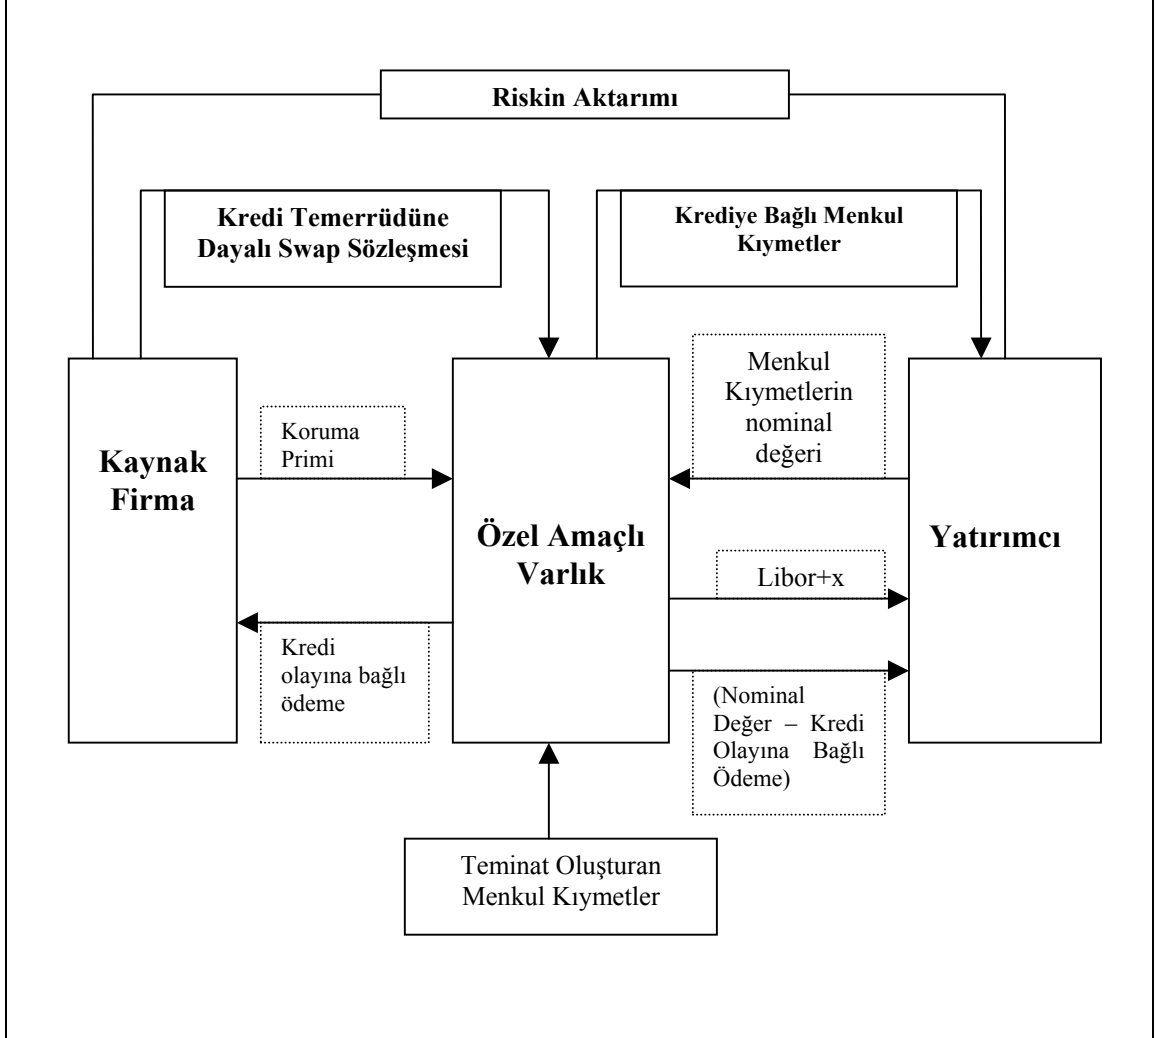 Riskin Aktarımı
Kredi Temerrüdüne
Dayalı Swap Sözleşmesi
Krediye Bağlı Menkul
Kıymetler
Kaynak
Firma
Koruma
Primi
Kredi
olayına bağlı
ödeme
Özel Amaçlı
Varlık
Menkul
Kıymetlerin
nominal
değeri
Libor+x
(Nominal
Değer – Kredi
Olayına Bağlı
Ödeme)
Yatırımcı
Teminat Oluşturan
Menkul Kıymetler